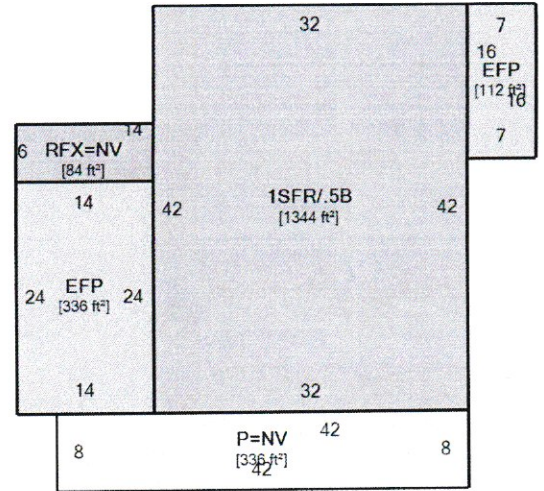 32
7
16
EFP
[112 ft²]
16
7
14
6
RFX=NV
[84 ft²]
14
42
1SFR/.5B
[1344 ft²]
42
EFP
24
[336 ft²]
24
14
32
42
P=NV
8
[336 ft²]
8
42